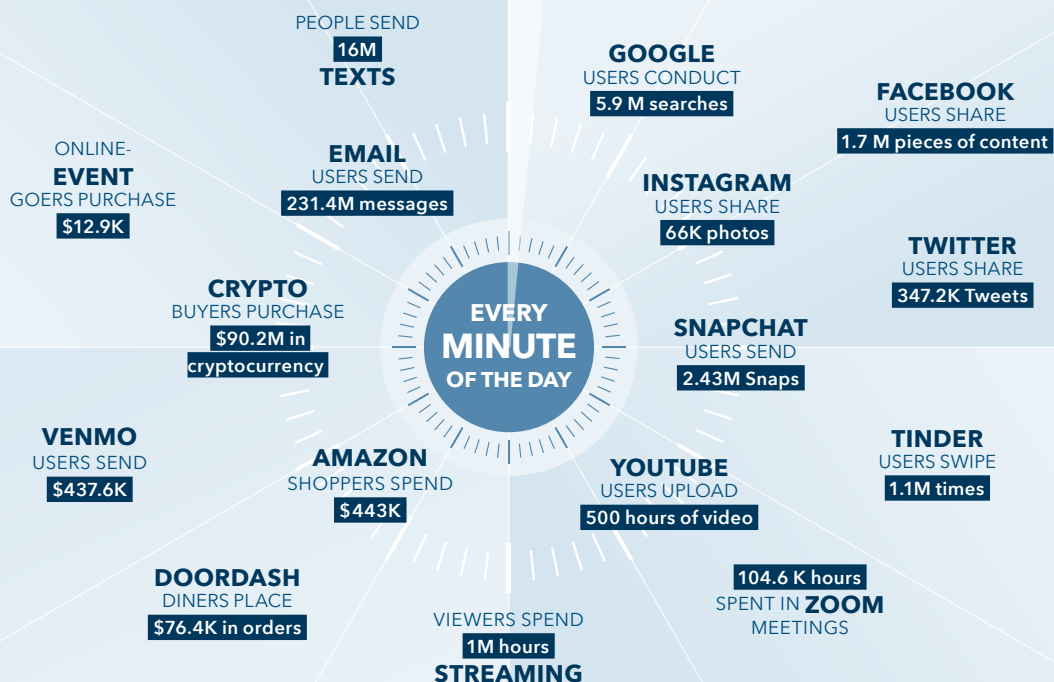 PEOPLE SEND
16M
TEXTS
GOOGLE
USERS CONDUCT
5.9 M searches
FACEBOOK
USERS SHARE
1.7 M pieces of content
ONLINE-
EVENT
GOERS PURCHASE
$12.9K
EMAIL
USERS SEND
231.4M messages
INSTAGRAM
USERS SHARE
66K photos
TWITTER
USERS SHARE
347.2K Tweets
CRYPTO
BUYERS PURCHASE
$90.2M in
cryptocurrency
EVERY
MINUTE
OF THE DAY
SNAPCHAT
USERS SEND
2.43M Snaps
VENMO
USERS SEND
$437.6K
AMAZON
SHOPPERS SPEND
$443K
YOUTUBE
USERS UPLOAD
500 hours of video
TINDER
USERS SWIPE
1.1M times
DOORDASH
DINERS PLACE
$76.4K in orders
VIEWERS SPEND
1M hours
STREAMING
104.6 K hours
SPENT IN ZOOM
MEETINGS